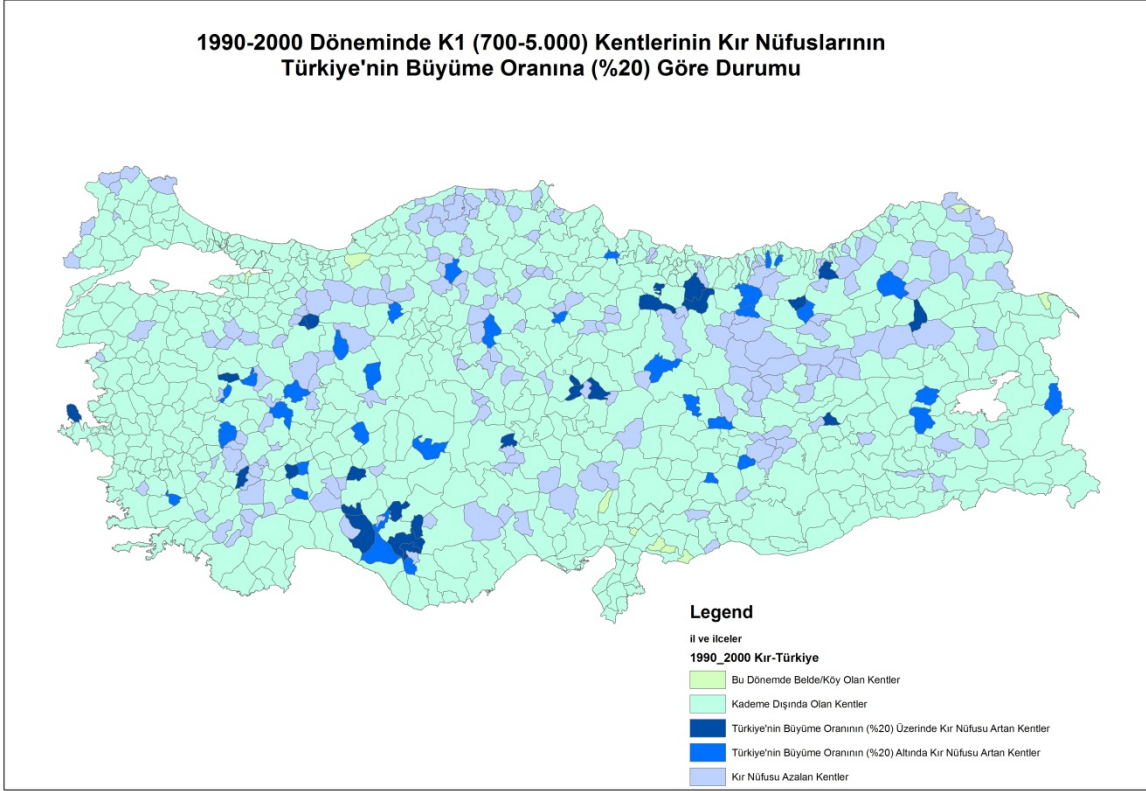 1990-2000 Döneminde K1 (700-5.000) Kentlerinin Kır Nüfuslarının
Türkiye'nin Büyüme Oranına (%20) Göre Durumu
Legend
il ve ilceler
1990_2000 Kır-Türkiye
Bu Dönemde Belde/Köy Olan Kentler
Kademe Dışında Olan Kentler
Türkiye'nin Büyüme Oranının (%20) Üzerinde Kır Nüfusu Artan Kentler
Türkiye'nin Büyüme Oranının (%20) Altında Kır Nüfusu Artan Kentler
Kır Nüfusu Azalan Kentler